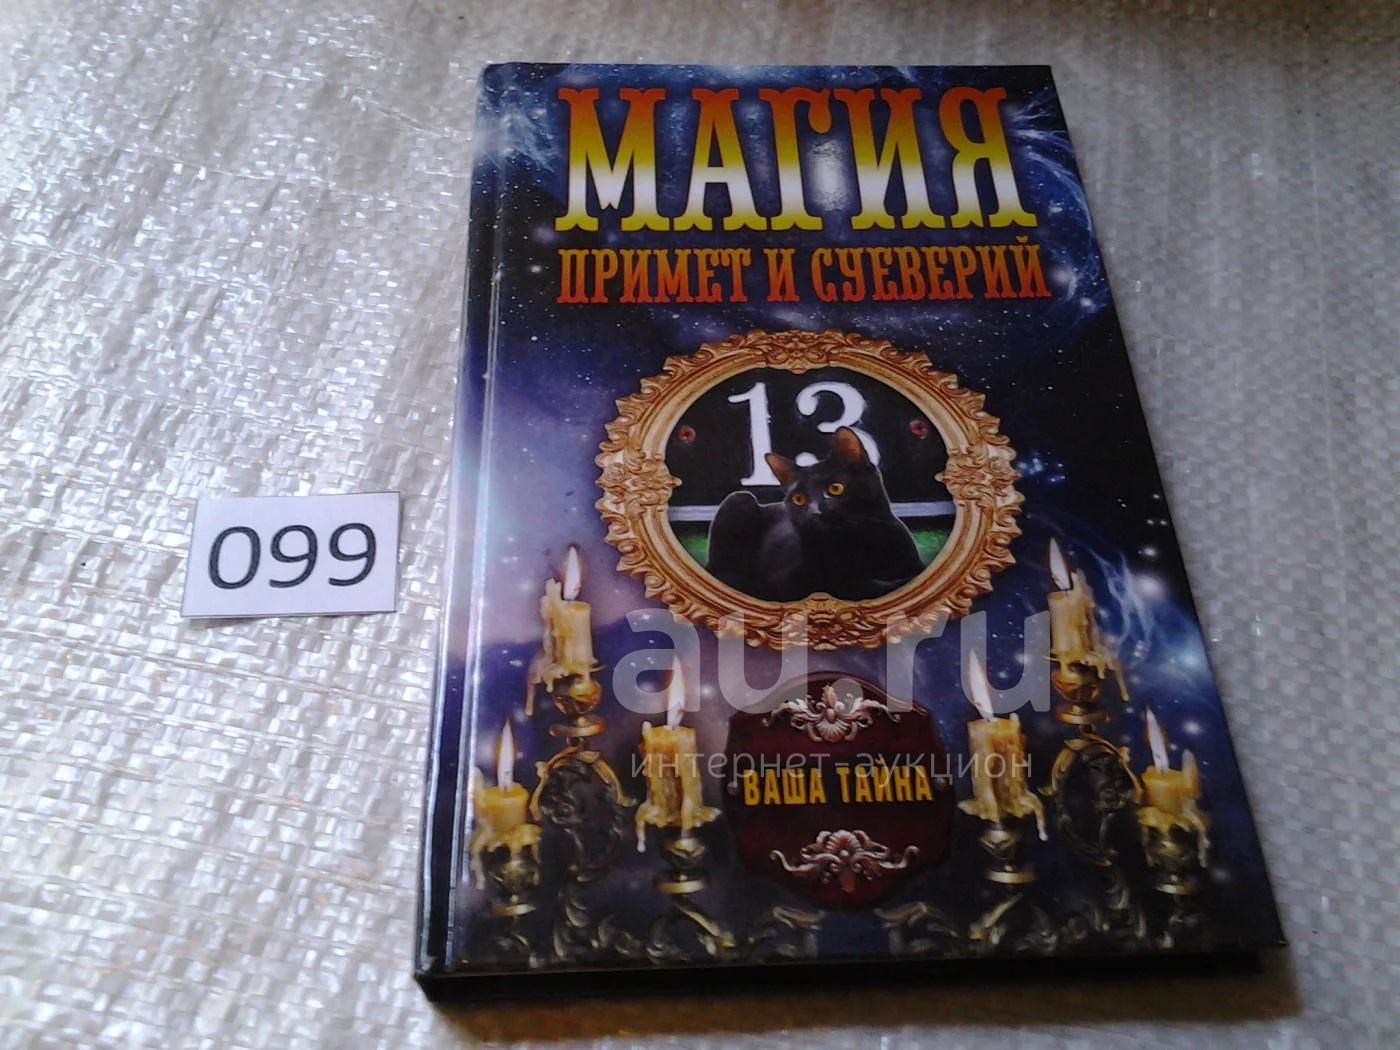 МАГИЯ
ПРИМЕТ И СУЕВЕРИЙ
13
099
au.ru
интернет-аукцион
ВАША ТАЙНА